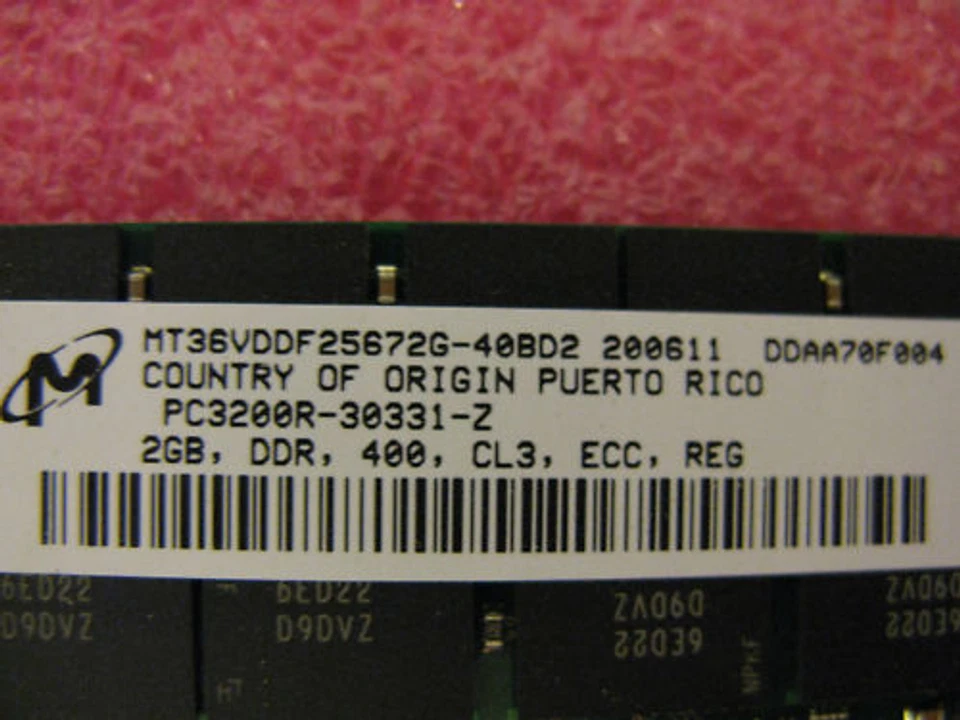 MT36VDDF25672G-40BD2 200611 DDAA70F004
COUNTRY OF ORIGIN PUERTO RICO
PC3200R-30331-Z
2GB, DDR, 400, CL3, ECC, REG
6ED22 6ED22 D9DVZ D9DVZ
D9DVZ D9DVZ 6ED22 6ED22